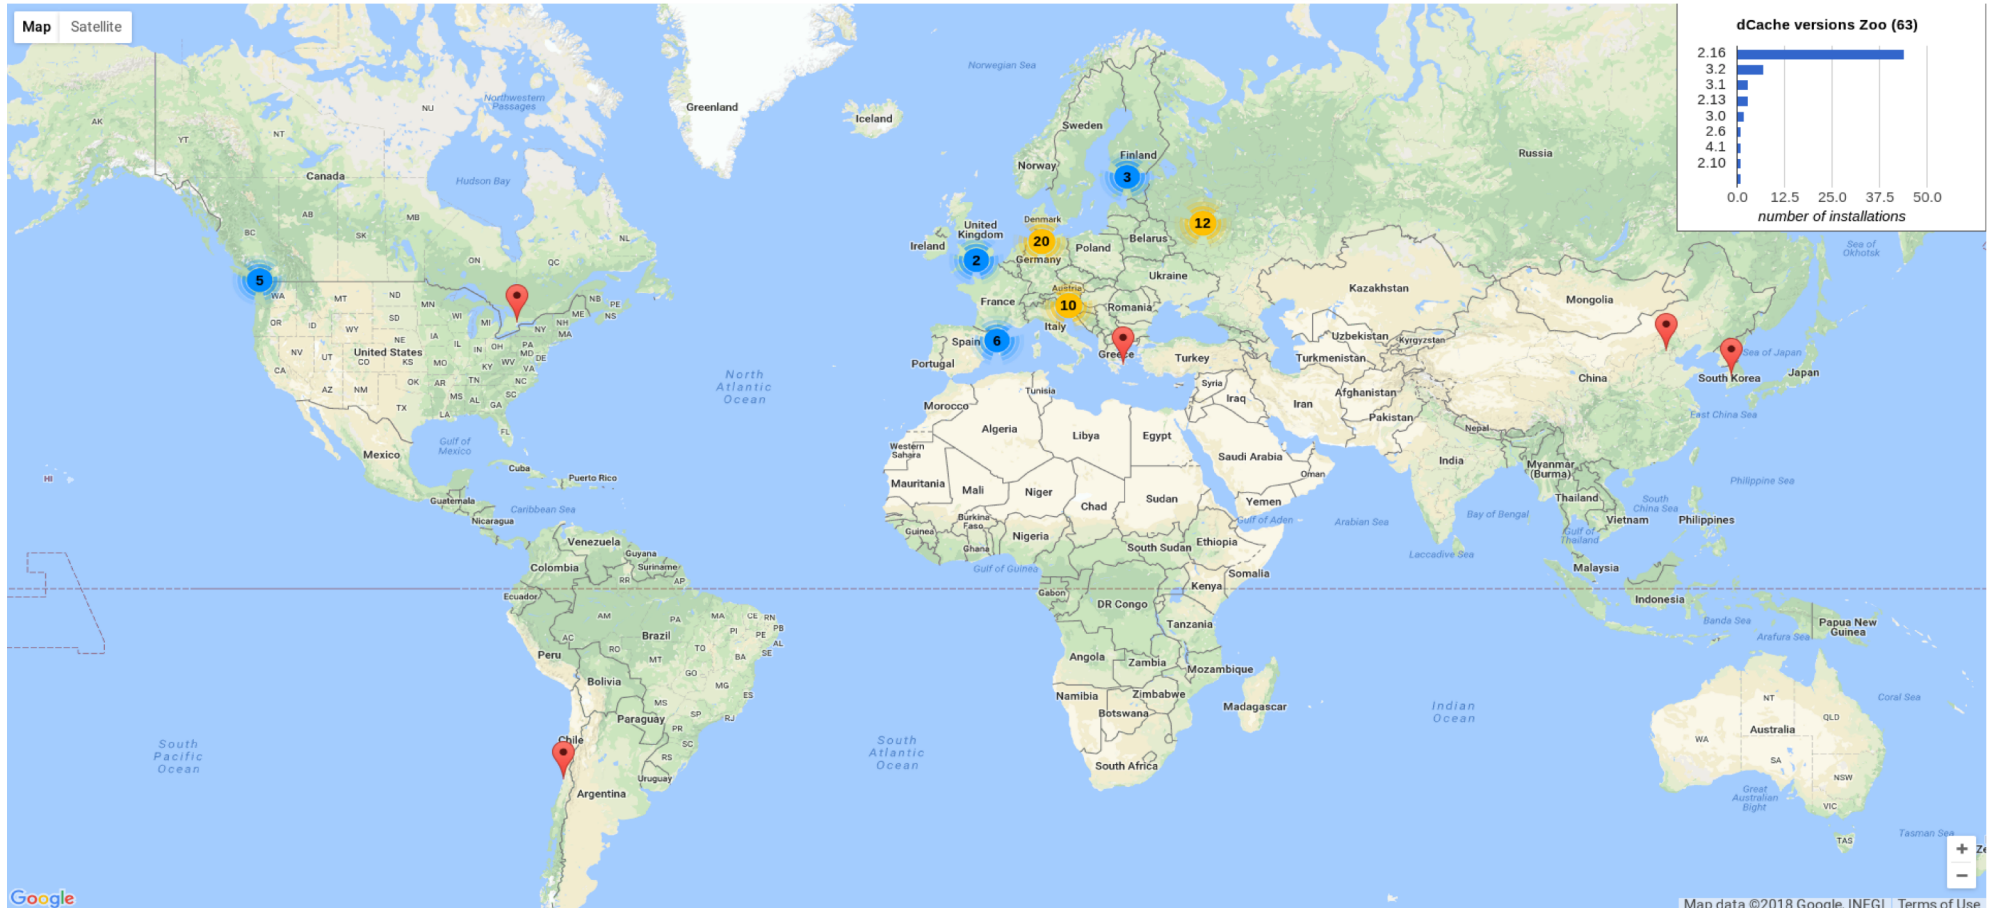 Map Satellite
dCache versions Zoo (63)
2.16
3.2
3.1
2.13
3.0
2.6
4.1
2.10
0.0 12.5 25.0 37.5 50.0
number of installations
Norwegian Sea
Greenland
Iceland
Northwestern
Passages
NU
AK
YT
NT
Sweden
Finland
Norway
Russia
Canada
Hudson Bay
3
AB
MB
BC
SK
NL
ON
QC
United
Kingdom
Ireland
Denmark
20
Germany
2
Poland
Belarus
12
Ukraine
Sea of
Okhotsk
5
WA
MT
ND
MN
OR
ID
WY
SD
WI
MI
NB
PE
ME
NS
NY
NH
MA
France
Austria
10
Romania
Italy
Kazakhstan
Mongolia
NV
UT
NE
IA
United States
CO
KS
MO
IL
IN
OH
PA
MD
WV
DE
KY
VA
CA
AZ
NM
OK
AR
TN
NC
SC
TX
LA
MS
AL
GA
FL
Spain
6
Portugal
Greece
Turkey
Uzbekistan
Kyrgyzstan
Turkmenistan
China
Sea of Japan
South Korea
Japan
North
Atlantic
Ocean
Tunisia
Syria
Iraq
Iran
Afghanistan
Pakistan
Nepal
East China Sea
Morocco
Algeria
Libya
Egypt
Western
Sahara
Saudi Arabia
Oman
India
Myanmar
(Burma)
Gulf of
Mexico
Mexico
Cuba
Puerto Rico
HI
Guatemala
Caribbean Sea
Nicaragua
Mauritania
Mali
Niger
Chad
Sudan
Yemen
Gulf of Aden
Arabian Sea
Bay of Bengal
Thailand
South
China Sea
Vietnam
Philippines
Philippine Sea
Burkina
Faso
Guinea
Ghana
Nigeria
South Sudan
Ethiopia
Laccadive Sea
Gulf of
Thailand
Venezuela
Guyana
Colombia
Suriname
RR
AP
Gulf of Guinea
Somalia
Malaysia
Ecuador
Gabon
Kenya
DR Congo
Indonesia
AM
PA
MA
CE
RN
PB
PI
PE
AL
SE
AC
Brazil
TO
RO
BA
MT
Tanzania
Banda Sea
Arafura Sea
Papua New
Guinea
Peru
Bolivia
GO
MG
ES
MS
Angola
Zambia
Mozambique
Namibia
Zimbabwe
Botswana
Madagascar
Indian
Ocean
Coral Sea
NT
QLD
Paraguay
SP
RJ
PR
SC
RS
Chile
Uruguay
Argentina
South
Pacific
Ocean
South
Atlantic
Ocean
South Africa
WA
Australia
SA
NSW
Great
Australian
Bight
VIC
TAS
Tasman Sea
+
Ze
−
Google
Map data ©2018 Google, INEGI Terms of Use